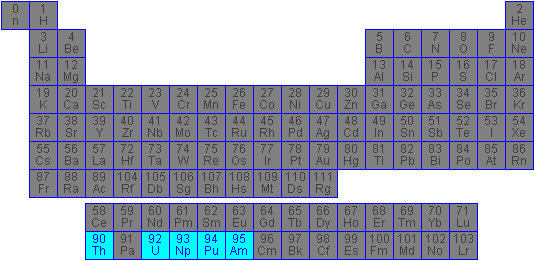 0 1 2
n H He
3 4 5 6 7 8 9 10
Li Be B C N O F Ne
11 12 13 14 15 16 17 18
Na Mg Al Si P S Cl Ar
19 20 21 22 23 24 25 26 27 28 29 30 31 32 33 34 35 36
K Ca Sc Ti V Cr Mn Fe Co Ni Cu Zn Ga Ge As Se Br Kr
37 38 39 40 41 42 43 44 45 46 47 48 49 50 51 52 53 54
Rb Sr Y Zr Nb Mo Tc Ru Rh Pd Ag Cd In Sn Sb Te I Xe
55 56 57 72 73 74 75 76 77 78 79 80 81 82 83 84 85 86
Cs Ba La Hf Ta W Re Os Ir Pt Au Hg Tl Pb Bi Po At Rn
87 88 89 104 105 106 107 108 109 110 111
Fr Ra Ac Rf Db Sg Bh Hs Mt Ds Rg
58 59 60 61 62 63 64 65 66 67 68 69 70 71
Ce Pr Nd Pm Sm Eu Gd Tb Dy Ho Er Tm Yb Lu
90 91 92 93 94 95 96 97 98 99 100 101 102 103
Th Pa U Np Pu Am Cm Bk Cf Es Fm Md No Lr